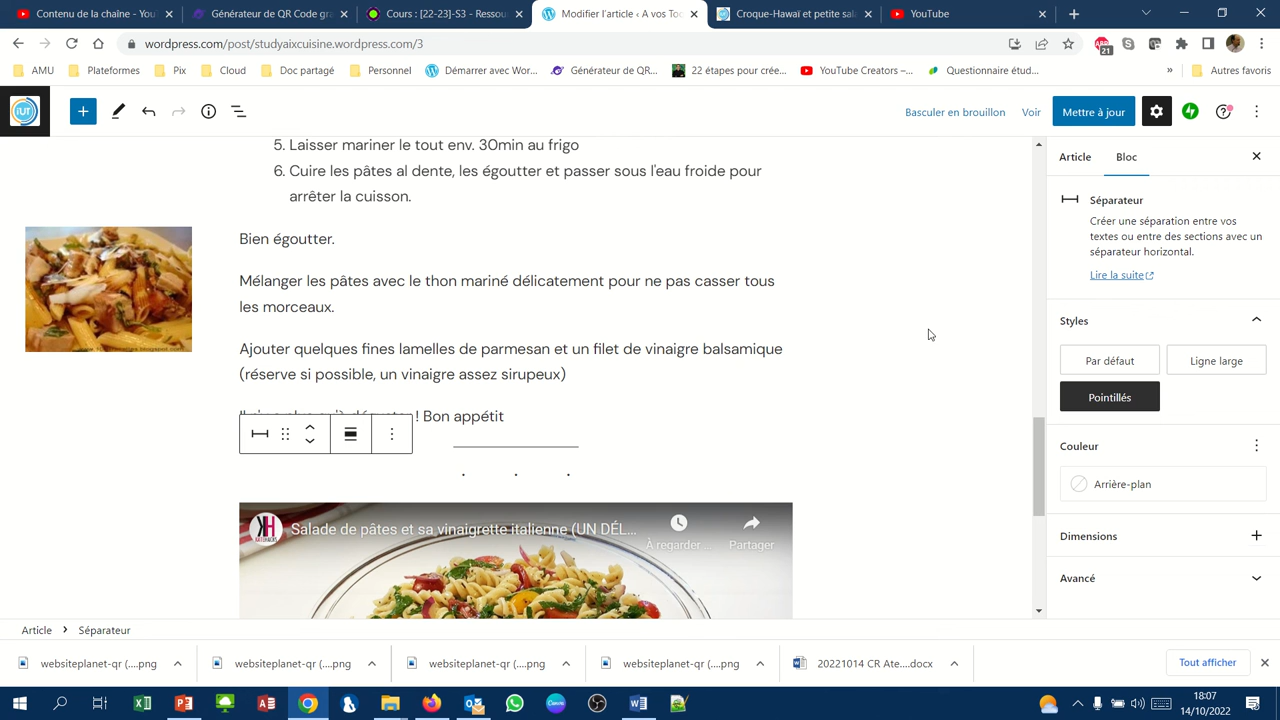 Contenu de la chaîne - You
Générateur de QR Code gra
Cours : [22-23]-S3 - Ressou
Modifier l'article ‹ A vos Toc
Croque-Hawaï et petite sala
YouTube
wordpress.com/post/studyaixcuisine.wordpress.com/3
21
AMU
Plateformes
Pix
Cloud
Doc partagé
Personnel
Démarrer avec Wor...
Générateur de QR...
22 étapes pour crée...
YouTube Creators –...
Questionnaire étud...
»
Autres favoris
Basculer en brouillon
Voir
Mettre à jour
5. Laisser mariner le tout env. 30min au frigo
6. Cuire les pâtes al dente, les égoutter et passer sous l'eau froide pour
arrêter la cuisson.
Bien égoutter.
Mélanger les pâtes avec le thon mariné délicatement pour ne pas casser tous
les morceaux.
Ajouter quelques fines lamelles de parmesan et un filet de vinaigre balsamique
(réserve si possible, un vinaigre assez sirupeux)
! Bon appétit
KH
Salade de pâtes et sa vinaigrette italienne (UN DÉL...
À regarder ...
Partager
Article
Bloc
Séparateur
Créer une séparation entre vos
textes ou entre des sections avec un
séparateur horizontal.
Lire la suite
Styles
Par défaut
Ligne large
Pointillés
Couleur
Arrière-plan
Dimensions
Avancé
Article
Séparateur
websiteplanet-qr (....png
websiteplanet-qr (....png
websiteplanet-qr (....png
websiteplanet-qr (....png
20221014 CR Ate....docx
Tout afficher
18:07
14/10/2022